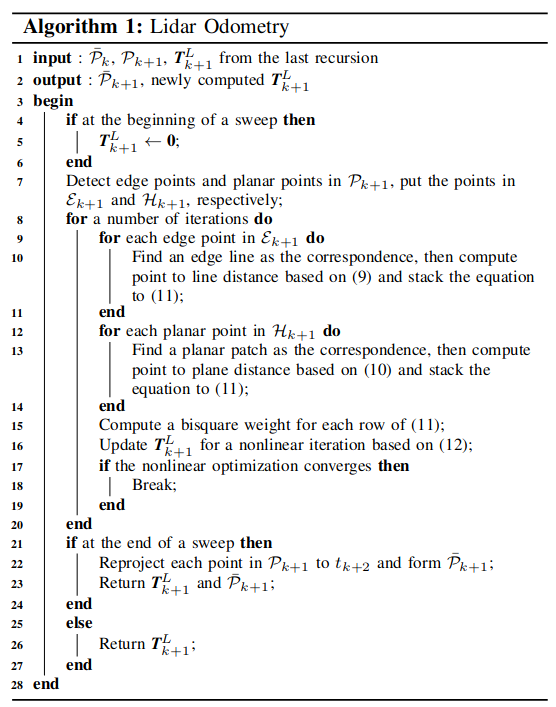 Algorithm 1: Lidar Odometry
1 input : $\bar{\mathcal{P}}_k$, $\mathcal{P}_{k+1}$, $\boldsymbol{T}^L_{k+1}$ from the last recursion
2 output : $\bar{\mathcal{P}}_{k+1}$, newly computed $\boldsymbol{T}^L_{k+1}$
3 begin
4 if at the beginning of a sweep then
5 $\boldsymbol{T}^L_{k+1} \leftarrow \mathbf{0}$;
6 end
7 Detect edge points and planar points in $\mathcal{P}_{k+1}$, put the points in
$\mathcal{E}_{k+1}$ and $\mathcal{H}_{k+1}$, respectively;
8 for a number of iterations do
9 for each edge point in $\mathcal{E}_{k+1}$ do
10 Find an edge line as the correspondence, then compute
point to line distance based on (9) and stack the equation
to (11);
11 end
12 for each planar point in $\mathcal{H}_{k+1}$ do
13 Find a planar patch as the correspondence, then compute
point to plane distance based on (10) and stack the
equation to (11);
14 end
15 Compute a bisquare weight for each row of (11);
16 Update $\boldsymbol{T}^L_{k+1}$ for a nonlinear iteration based on (12);
17 if the nonlinear optimization converges then
18 Break;
19 end
20 end
21 if at the end of a sweep then
22 Reproject each point in $\mathcal{P}_{k+1}$ to $t_{k+2}$ and form $\bar{\mathcal{P}}_{k+1}$;
23 Return $\boldsymbol{T}^L_{k+1}$ and $\bar{\mathcal{P}}_{k+1}$;
24 end
25 else
26 Return $\boldsymbol{T}^L_{k+1}$;
27 end
28 end